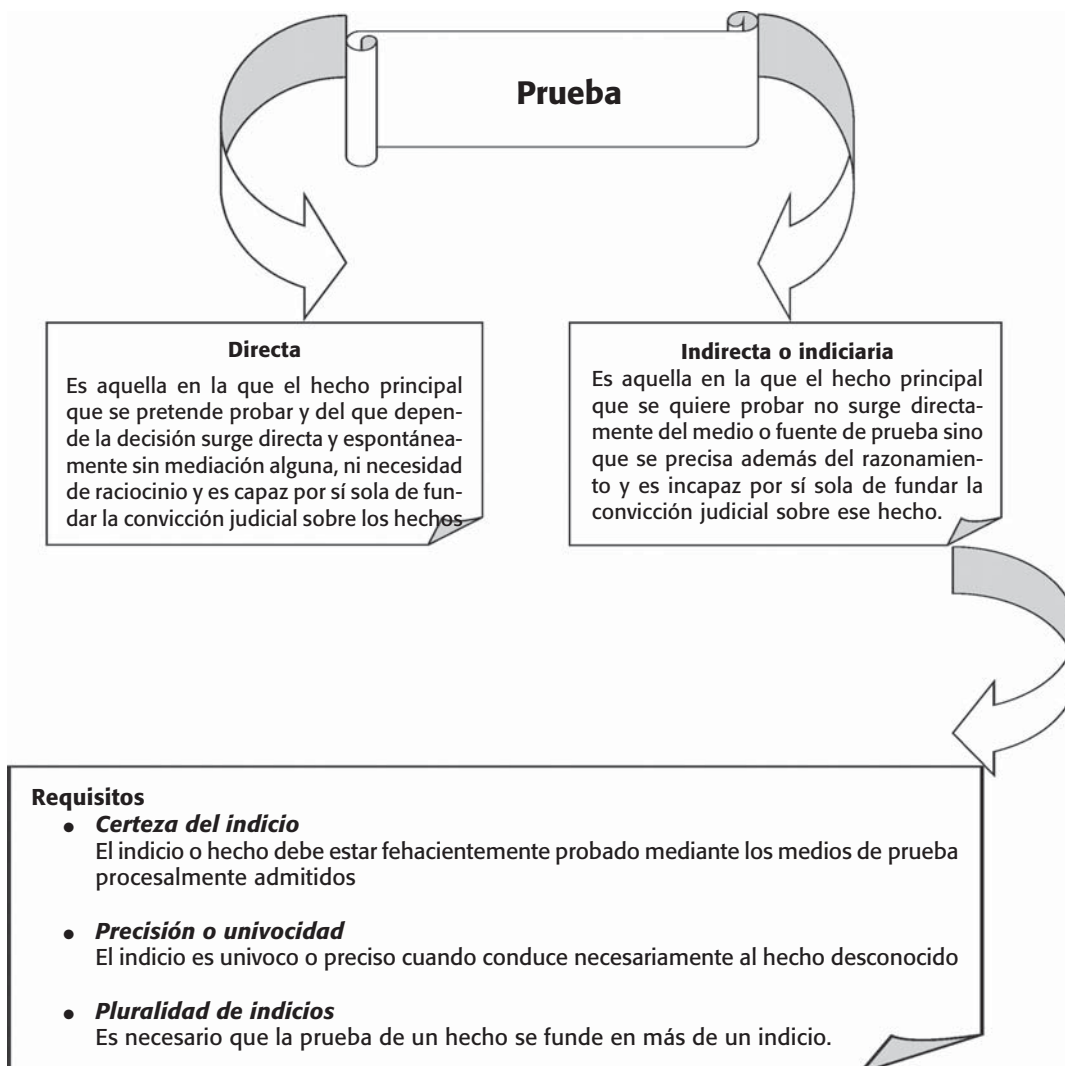 Prueba
Directa
Es aquella en la que el hecho principal
que se pretende probar y del que depen-
de la decisión surge directa y espontánea-
mente sin mediación alguna, ni necesidad
de raciocinio y es capaz por sí sola de fun-
dar la convicción judicial sobre los hechos
Indirecta o indiciaria
Es aquella en la que el hecho principal
que se quiere probar no surge directa-
mente del medio o fuente de prueba sino
que se precisa además del razonamien-
to y es incapaz por sí sola de fundar la
convicción judicial sobre ese hecho.
Requisitos
● Certeza del indicio
El indicio o hecho debe estar fehacientemente probado mediante los medios de prueba
procesalmente admitidos
● Precisión o univocidad
El indicio es univoco o preciso cuando conduce necesariamente al hecho desconocido
● Pluralidad de indicios
Es necesario que la prueba de un hecho se funde en más de un indicio.